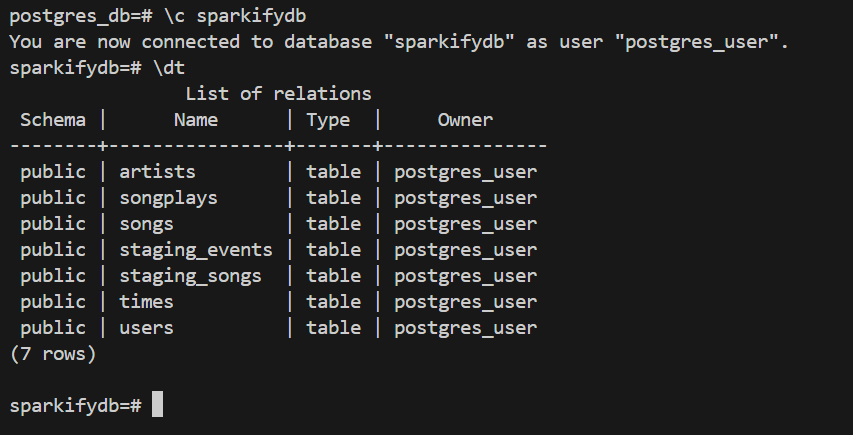 postgres_db=# \c sparkifydb
You are now connected to database "sparkifydb" as user "postgres_user".
sparkifydb=# \dt
                List of relations
 Schema |      Name      | Type  |     Owner
--------+----------------+-------+---------------
 public | artists        | table | postgres_user
 public | songplays      | table | postgres_user
 public | songs          | table | postgres_user
 public | staging_events | table | postgres_user
 public | staging_songs  | table | postgres_user
 public | times          | table | postgres_user
 public | users          | table | postgres_user
(7 rows)
sparkifydb=#